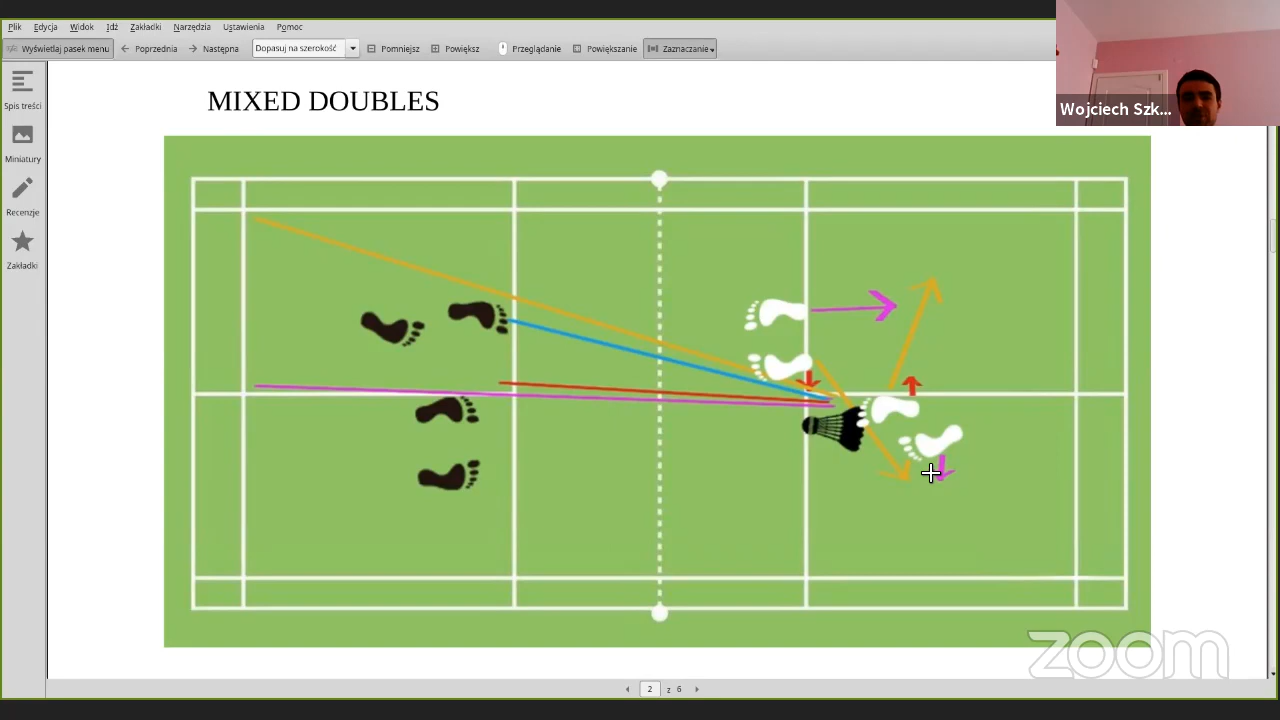 Plik Edycja Widok Idź Zakładki Narzędzia Ustawienia Pomoc
Wyświetlaj pasek menu Poprzednia Następna Dopasuj na szerokość Pomniejsz Powiększ Przeglądanie Powiększanie Zaznaczanie
Wojciech Szk...
Spis treści
Miniatury
Recenzje
Zakładki
MIXED DOUBLES
zoom
2 z 6